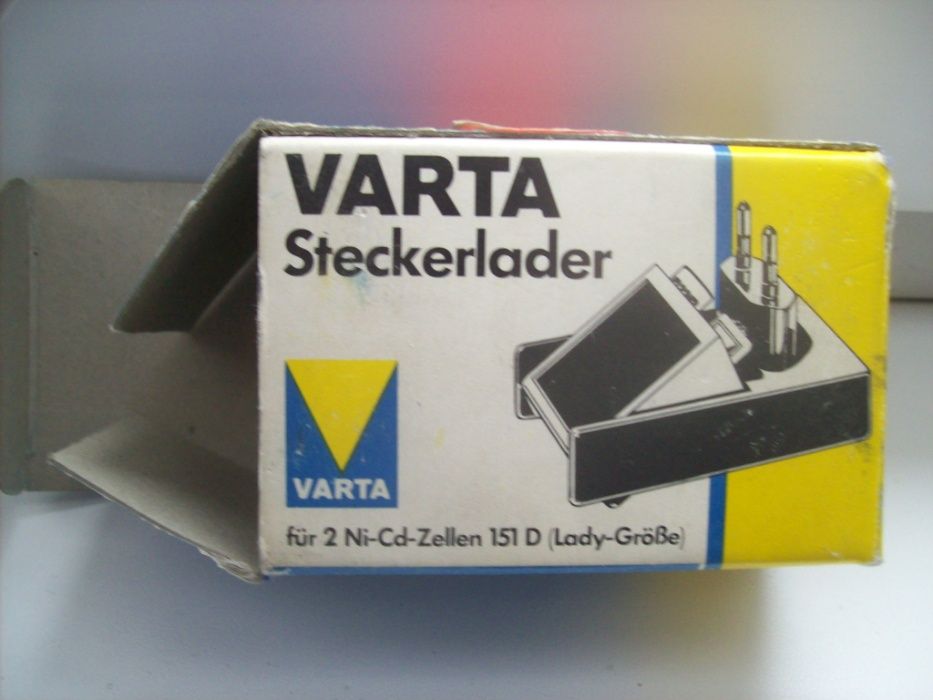 VARTA
Steckerlader
VARTA
für 2 Ni-Cd-Zellen 151 D (Lady-Größe)